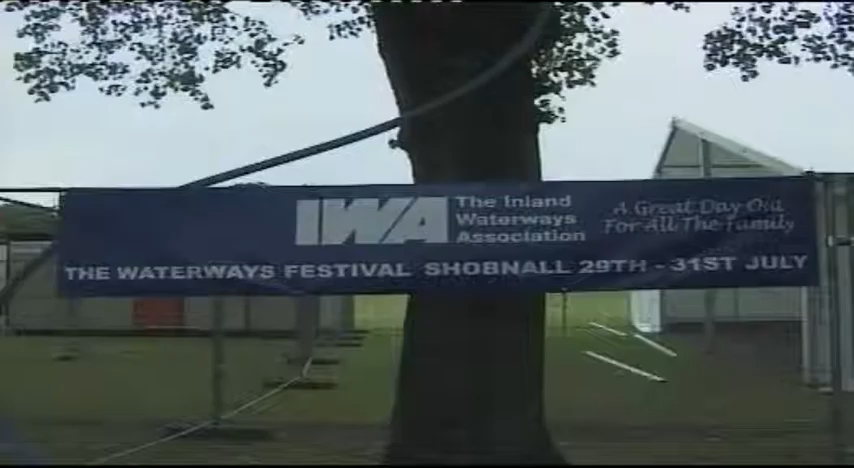 IWA
The Inland
Waterways
Association
A Great Day Out
For All The Family
THE WATERWAYS FESTIVAL SHOBNALL 29TH - 31ST JULY